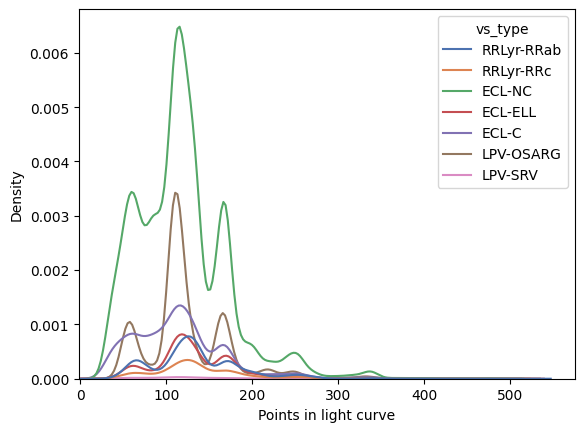 vs_type
RRLyr-RRab
RRLyr-RRc
ECL-NC
ECL-ELL
ECL-C
LPV-OSARG
LPV-SRV
Density
0.006
0.005
0.004
0.003
0.002
0.001
0.000
0 100 200 300 400 500
Points in light curve